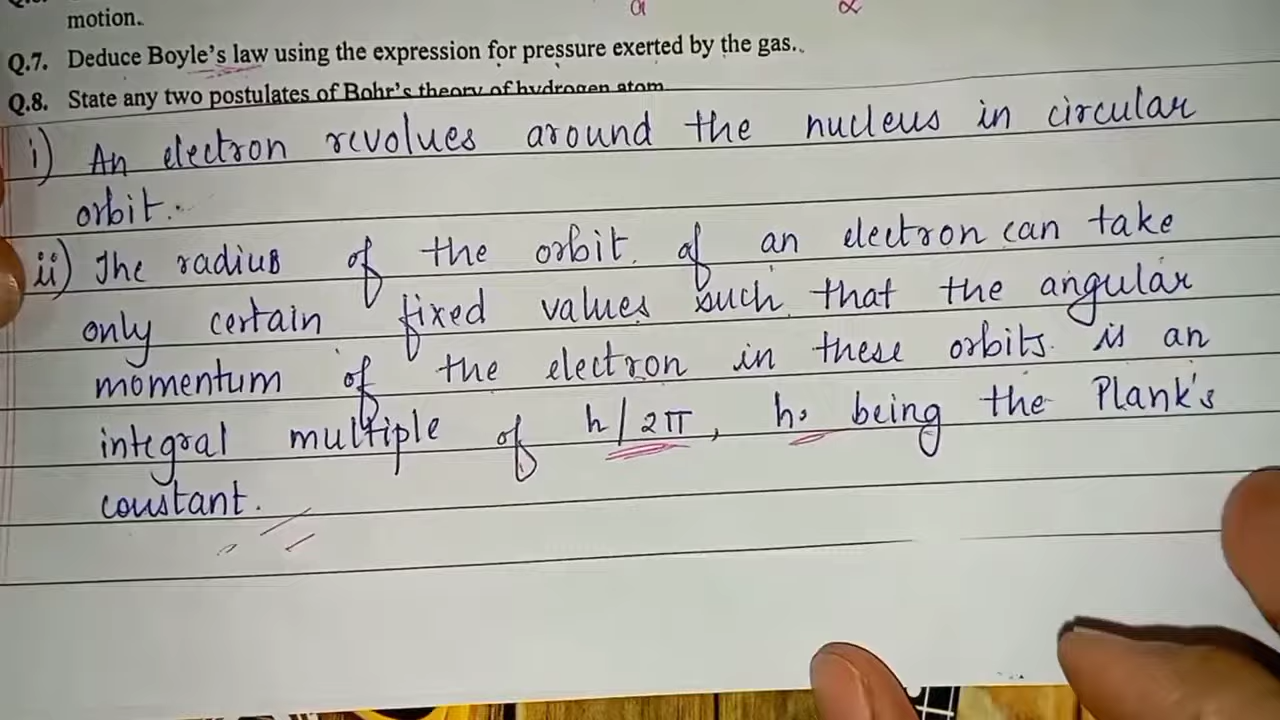 motion.
Q.7. Deduce Boyle's law using the expression for pressure exerted by the gas.
Q.8. State any two postulates of Bohr's theory of hydrogen atom
i) An electron revolues around the nucleus in circular
orbit.
ii) The radius of the orbit of an electron can take
only certain fixed values such that the angular
momentum of the electron in these orbits is an
integral multiple of h/2π, h being the Plank's
constant.